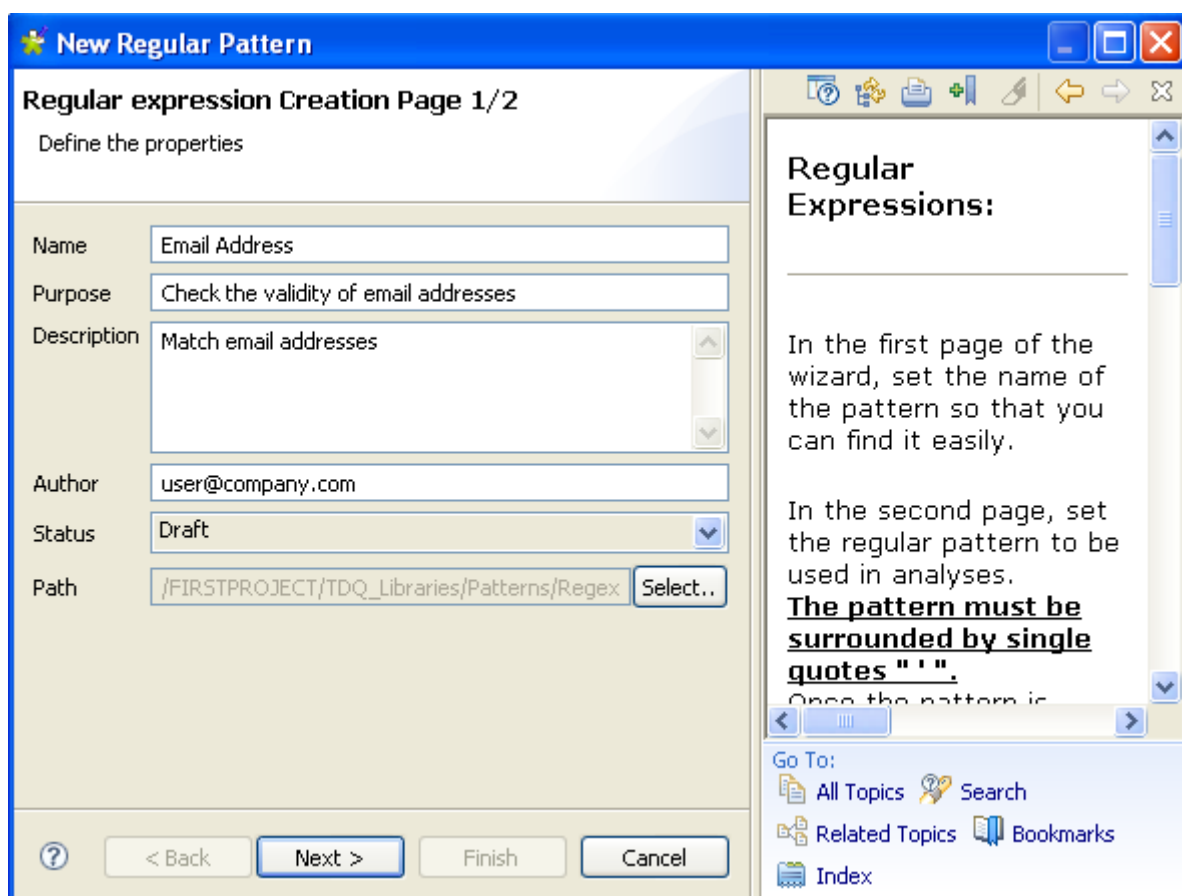 New Regular Pattern
Regular expression Creation Page 1/2
Define the properties
Name Email Address
Purpose Check the validity of email addresses
Description Match email addresses
Author user@company.com
Status Draft
Path /FIRSTPROJECT/TDQ_Libraries/Patterns/Regex Select..
< Back Next > Finish Cancel
Regular
Expressions:
In the first page of the
wizard, set the name of
the pattern so that you
can find it easily.
In the second page, set
the regular pattern to be
used in analyses.
The pattern must be
surrounded by single
quotes " ' ".
Once the pattern is
Go To:
All Topics Search
Related Topics Bookmarks
Index